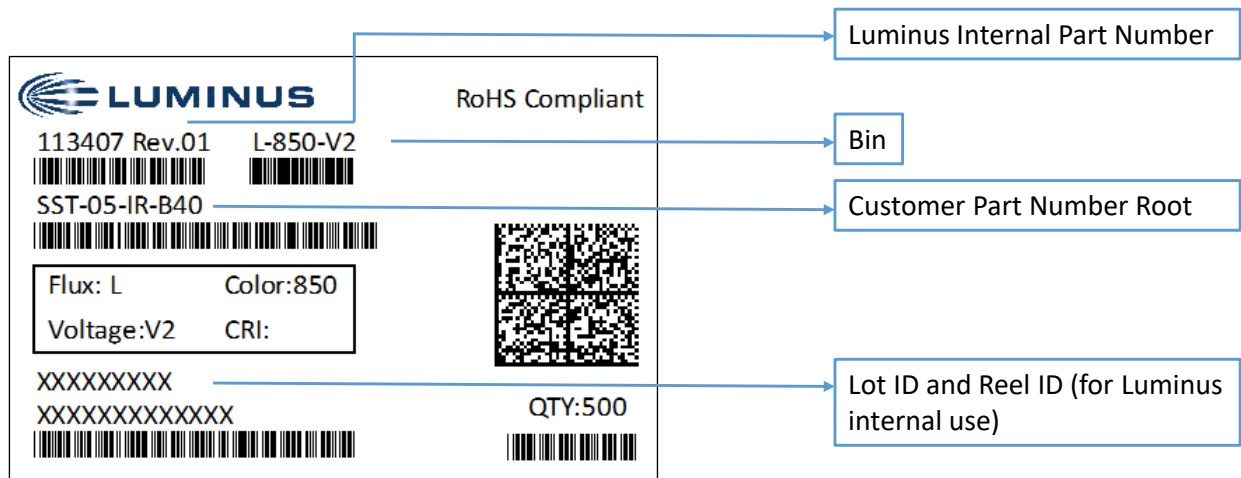 Luminus Internal Part Number
LUMINUS
RoHS Compliant
113407 Rev.01 L-850-V2
Bin
SST-05-IR-B40
Customer Part Number Root
Flux: L Color:850
Voltage:V2 CRI:
XXXXXXXXX
Lot ID and Reel ID (for Luminus
internal use)
XXXXXXXXXXXXX
QTY:500